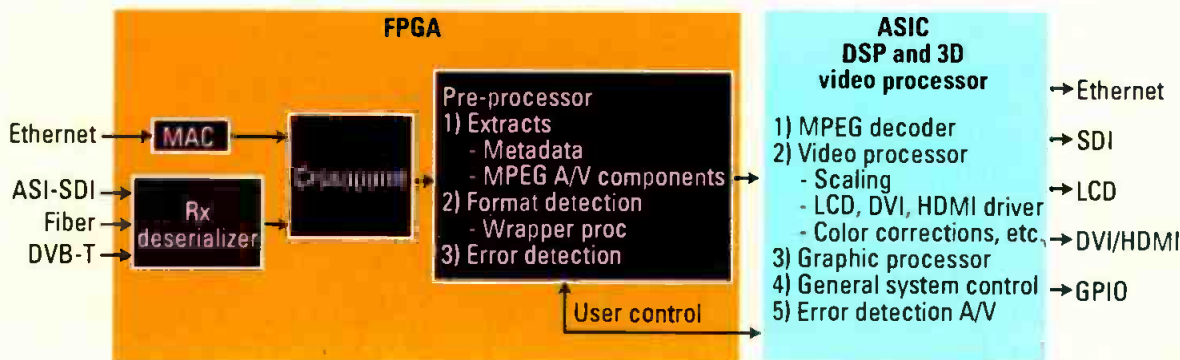 FPGA
Ethernet
MAC
ASI-SDI
Fiber
DVB-T
Rx
deserializer
Pre-processor
1) Extracts
- Metadata
- MPEG A/V components
2) Format detection
- Wrapper proc
3) Error detection
User control
ASIC
DSP and 3D
video processor
1) MPEG decoder
2) Video processor
- Scaling
- LCD, DVI, HDMI driver
- Color corrections, etc.
3) Graphic processor
4) General system control
5) Error detection A/V
Ethernet
SDI
LCD
DVI/HDMI
GPIO